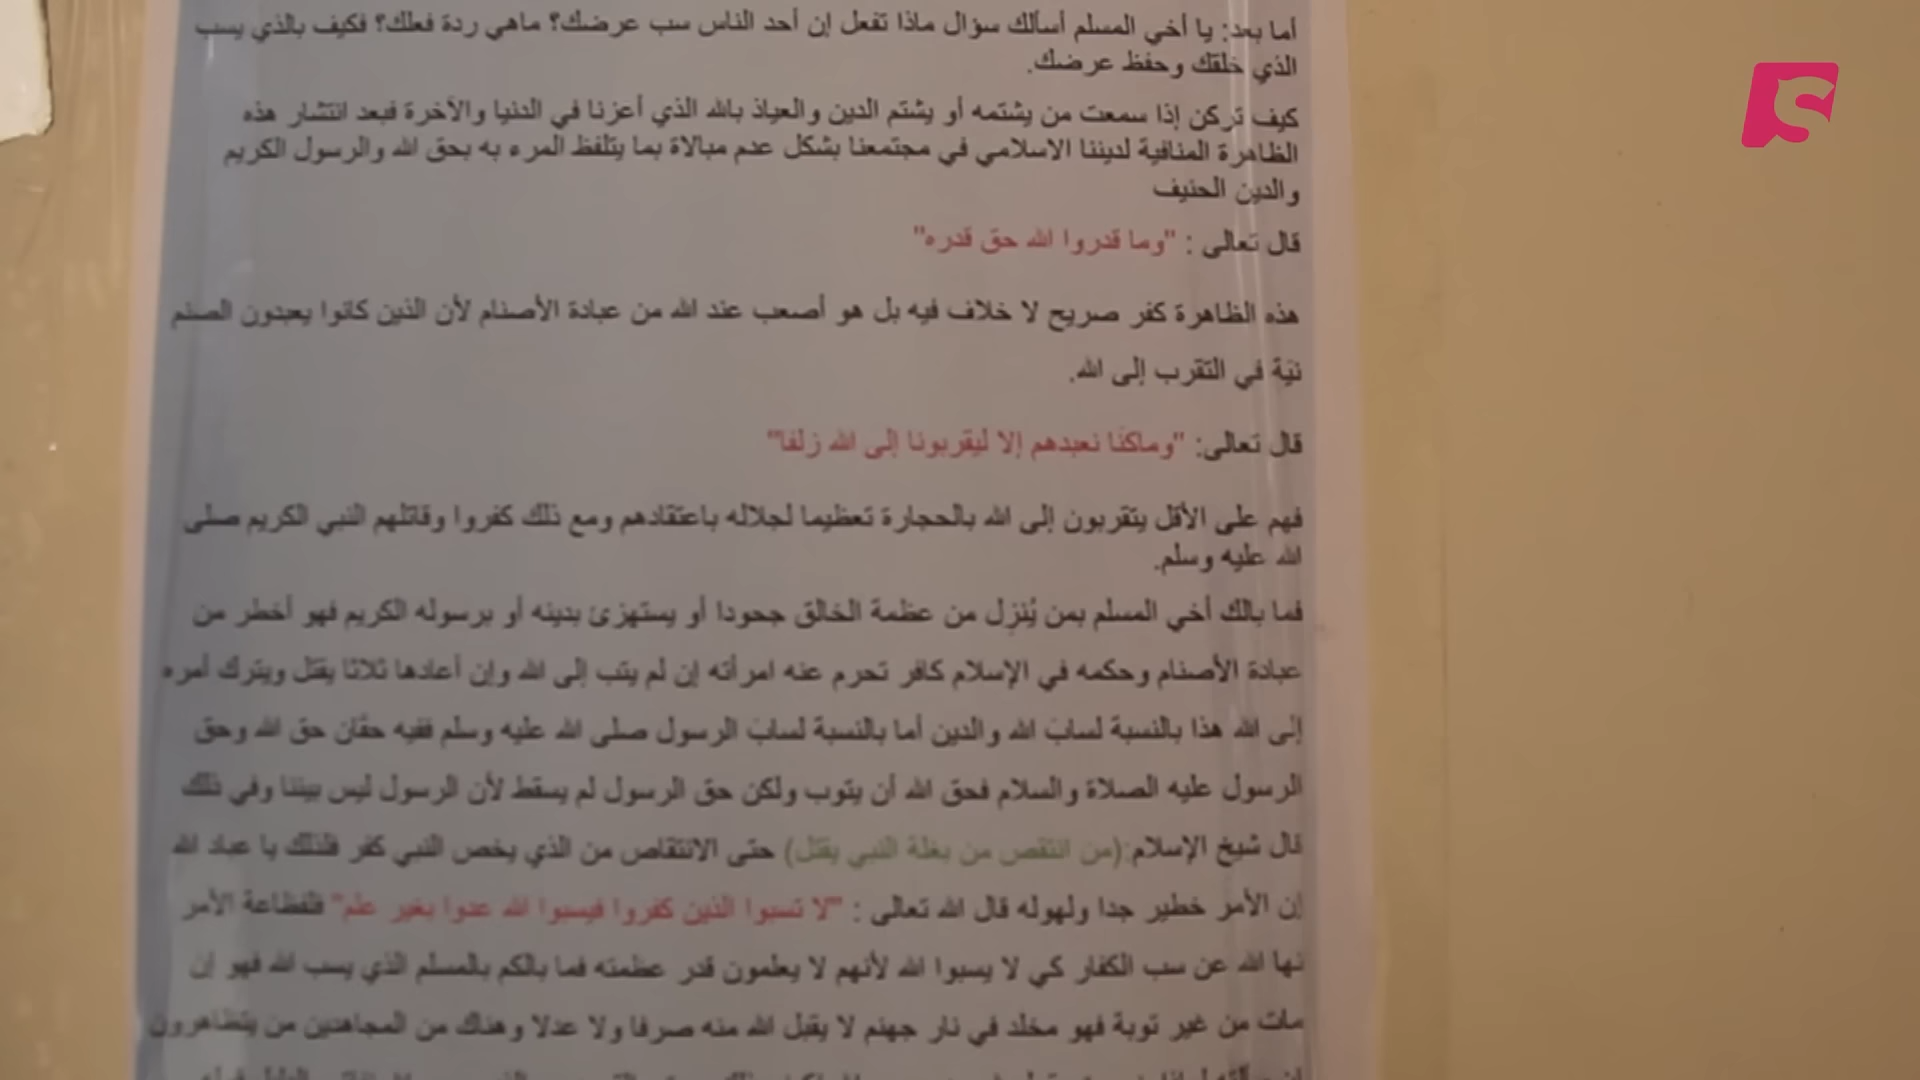 أما بعد: يا أخي المسلم أسألك سؤال ماذا تفعل إن أحد الناس سب عرضك؟ ماهي ردة فعلك؟ فكيف بالذي يسب
الذي خلقك وحفظ عرضك.
كيف تركن إذا سمعت من يشتمه أو يشتم الدين والعياذ بالله الذي أعزنا في الدنيا والآخرة فبعد انتشار هذه
الظاهرة المنافية لديننا الاسلامي في مجتمعنا بشكل عدم مبالاة بما يتلفظ المرء به بحق الله والرسول الكريم
والدين الحنيف
قال تعالى : "وما قدروا الله حق قدره"
هذه الظاهرة كفر صريح لا خلاف فيه بل هو أصعب عند الله من عبادة الأصنام لأن الذين كانوا يعبدون الصنم
نية في التقرب إلى الله.
قال تعالى: "وماكنا نعبدهم إلا ليقربونا إلى الله زلفا"
فهم على الأقل يتقربون إلى الله بالحجارة تعظيما لجلاله باعتقادهم ومع ذلك كفروا وقاتلهم النبي الكريم صلى
الله عليه وسلم.
فما بالك أخي المسلم بمن يُنزل من عظمة الخالق جحودا أو يستهزئ بدينه أو برسوله الكريم فهو أخطر من
عبادة الأصنام وحكمه في الإسلام كافر تحرم عنه امرأته إن لم يتب إلى الله وإن أعادها ثلاثا يقتل ويترك أمره
إلى الله هذا بالنسبة لساب الله والدين أما بالنسبة لساب الرسول صلى الله عليه وسلم ففيه حقّان حق الله وحق
الرسول عليه الصلاة والسلام فحق الله أن يتوب ولكن حق الرسول لم يسقط لأن الرسول ليس بيننا وفي ذلك
قال شيخ الإسلام:(من انتقص من بغلة النبي يقتل) حتى الانتقاص من الذي يخص النبي كفر فلذلك يا عباد الله
إن الأمر خطير جدا ولهوله قال الله تعالى : "لا تسبوا الذين كفروا فيسبوا الله عدوا بغير علم" فلفظاعة الأمر
نها الله عن سب الكفار كي لا يسبوا الله لأنهم لا يعلمون قدر عظمته فما بالكم بالمسلم الذي يسب الله فهو إن
مات من غير توبة فهو مخلد في نار جهنم لا يقبل الله منه صرفا ولا عدلا وهناك من المجاهدين من يتظاهرون